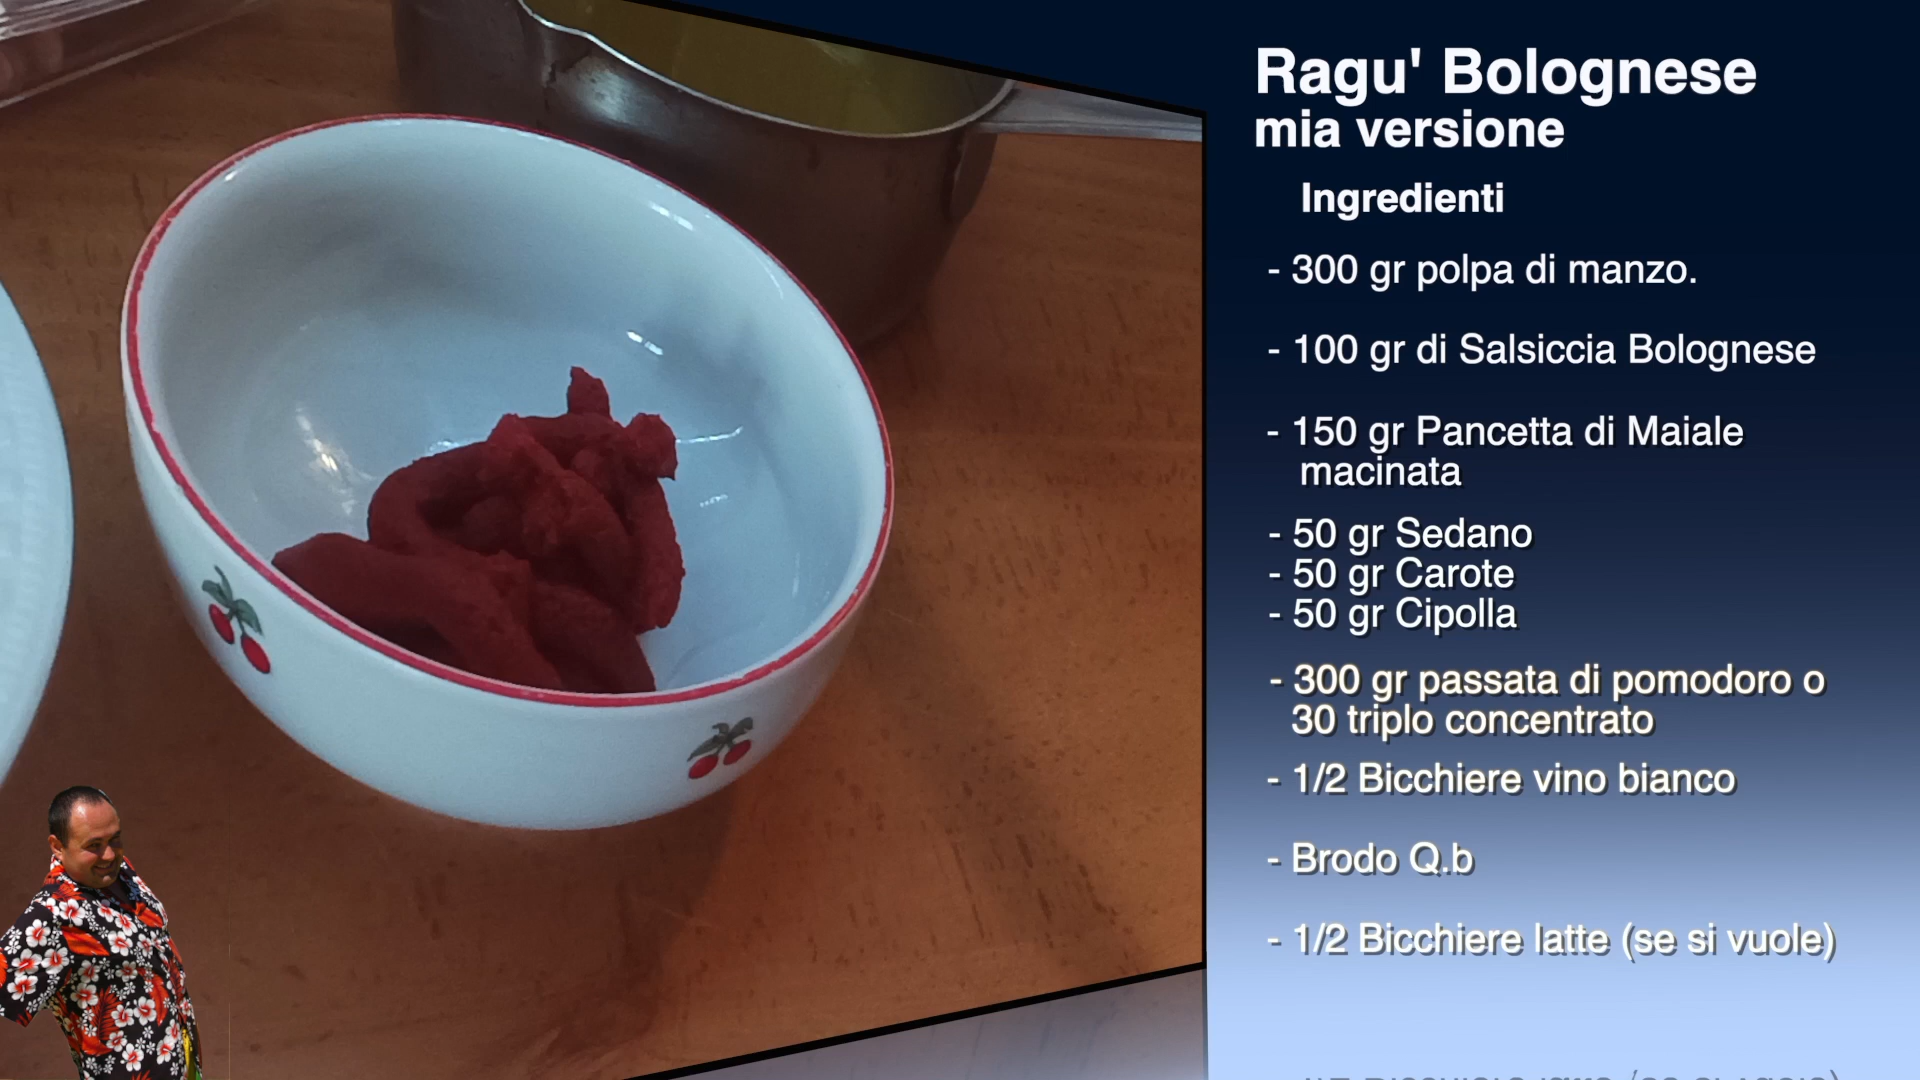 Ragu' Bolognese
mia versione
Ingredienti
- 300 gr polpa di manzo.
- 100 gr di Salsiccia Bolognese
- 150 gr Pancetta di Maiale
macinata
- 50 gr Sedano
- 50 gr Carote
- 50 gr Cipolla
- 300 gr passata di pomodoro o
30 triplo concentrato
- 1/2 Bicchiere vino bianco
- Brodo Q.b
- 1/2 Bicchiere latte (se si vuole)